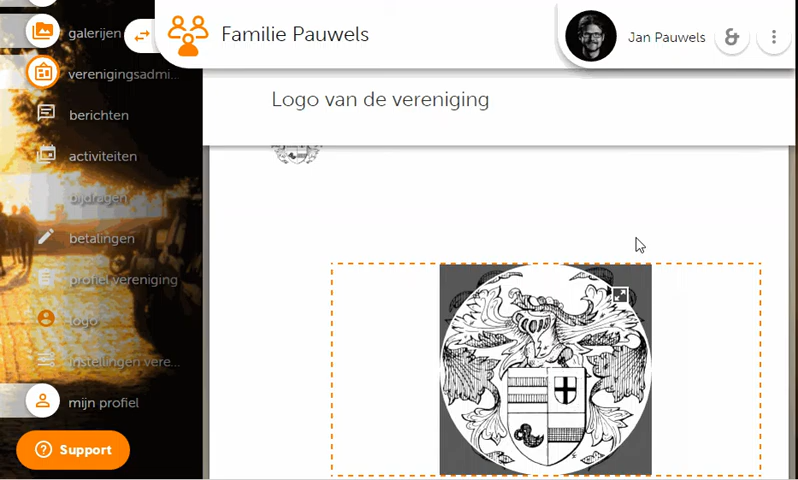 galerijen
verenigingsadmi...
berichten
activiteiten
bijdragen
betalingen
profiel vereniging
logo
instellingen vere...
mijn profiel
Support
Familie Pauwels
Jan Pauwels
&
Logo van de vereniging